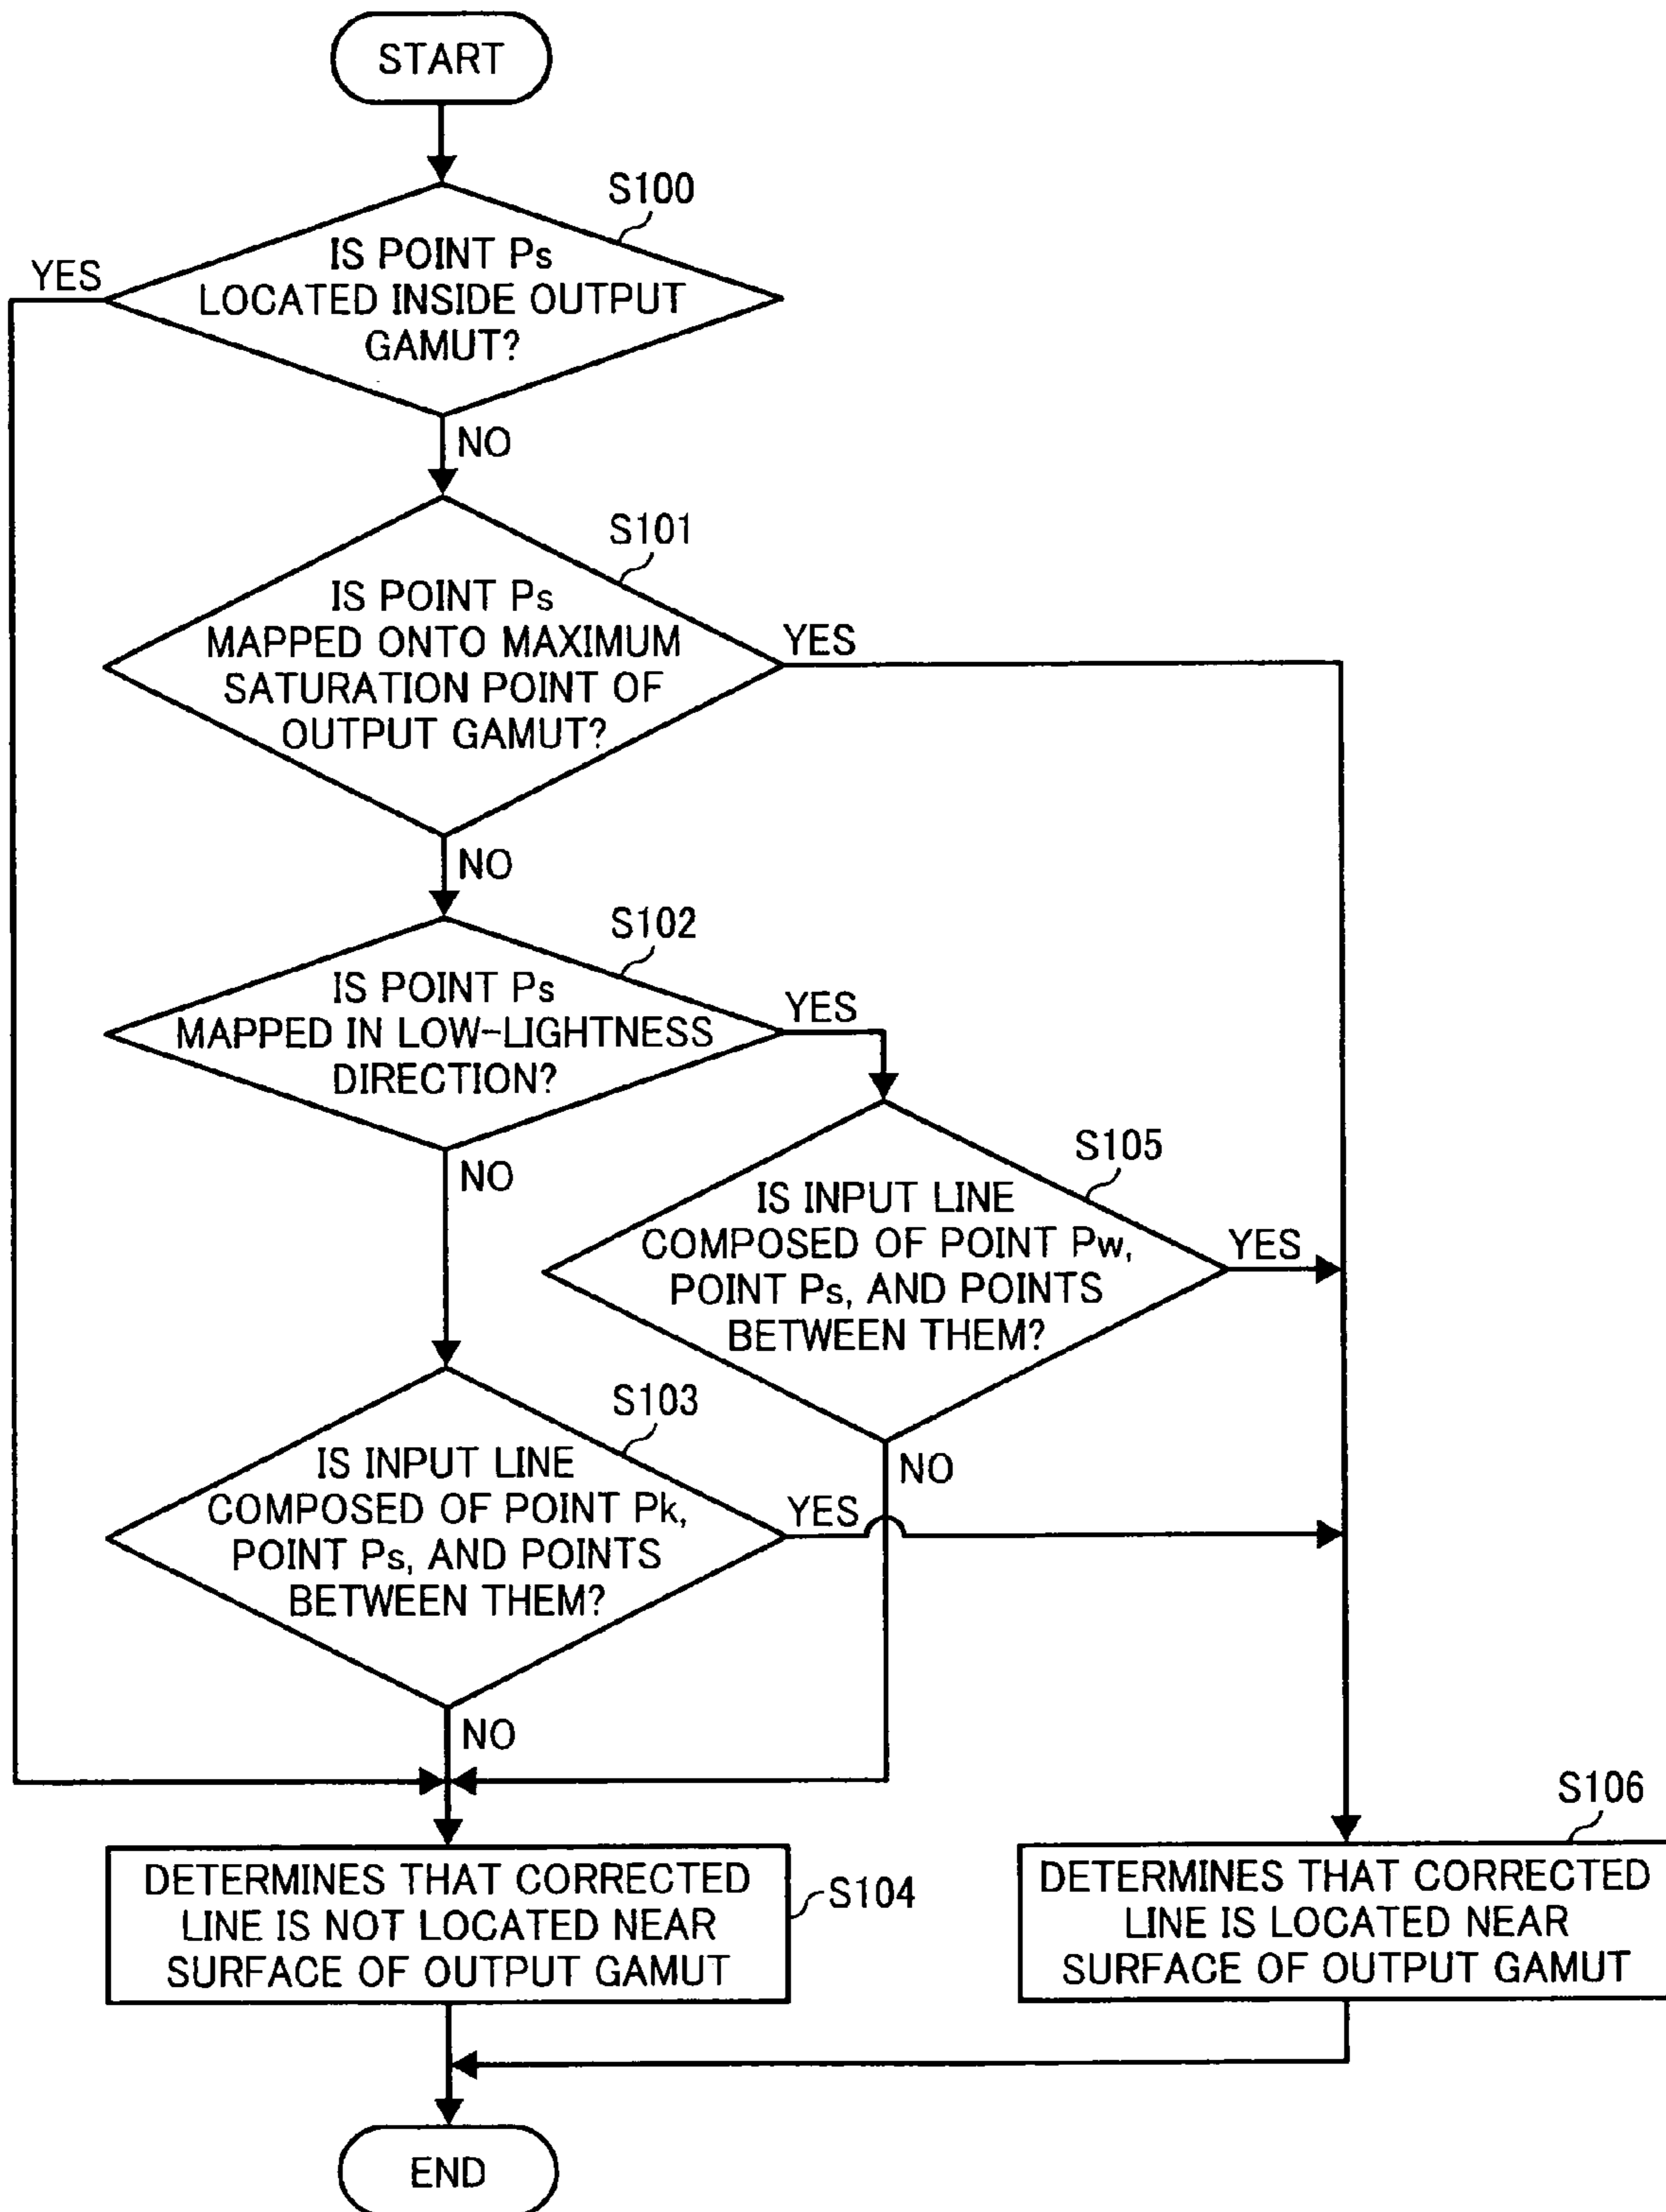 START
S100
IS POINT Ps
LOCATED INSIDE OUTPUT
GAMUT?
YES
NO
S101
IS POINT Ps
MAPPED ONTO MAXIMUM
SATURATION POINT OF
OUTPUT GAMUT?
YES
NO
S102
IS POINT Ps
MAPPED IN LOW-LIGHTNESS
DIRECTION?
YES
NO
S105
IS INPUT LINE
COMPOSED OF POINT Pw,
POINT Ps, AND POINTS
BETWEEN THEM?
YES
NO
S103
IS INPUT LINE
COMPOSED OF POINT Pk,
POINT Ps, AND POINTS
BETWEEN THEM?
YES
NO
DETERMINES THAT CORRECTED
LINE IS NOT LOCATED NEAR
SURFACE OF OUTPUT GAMUT
S104
S106
DETERMINES THAT CORRECTED
LINE IS LOCATED NEAR
SURFACE OF OUTPUT GAMUT
END